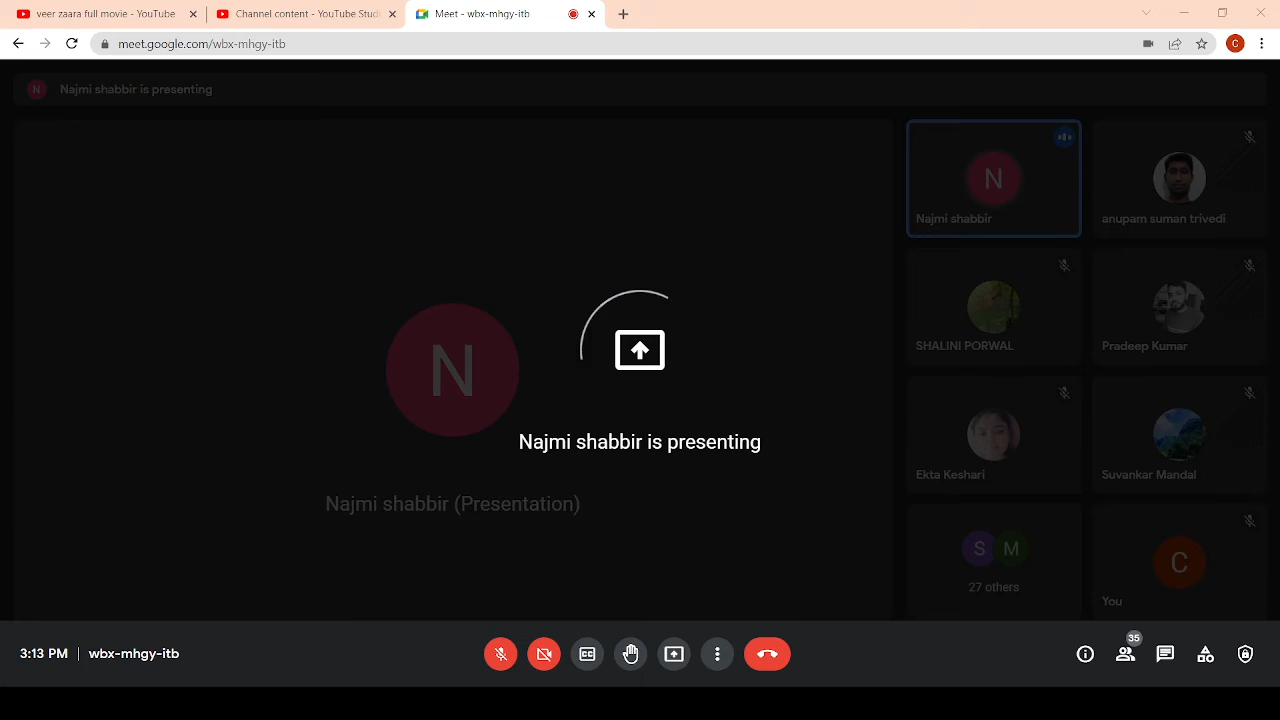 veer zaara full movie - YouTube
Channel content - YouTube Stud
Meet - wbx-mhgy-itb
meet.google.com/wbx-mhgy-itb
C
N
Najmi shabbir is presenting
N
Najmi shabbir
anupam suman trivedi
SHALINI PORWAL
Pradeep Kumar
N
Najmi shabbir is presenting
Najmi shabbir (Presentation)
Ekta Keshari
Suvankar Mandal
S M
27 others
C
You
3:13 PM | wbx-mhgy-itb
CC
35